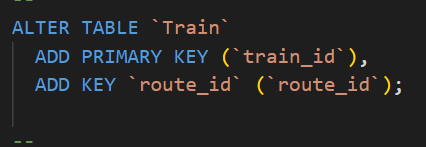 --
ALTER TABLE `Train`
  ADD PRIMARY KEY (`train_id`),
  ADD KEY `route_id` (`route_id`);
--